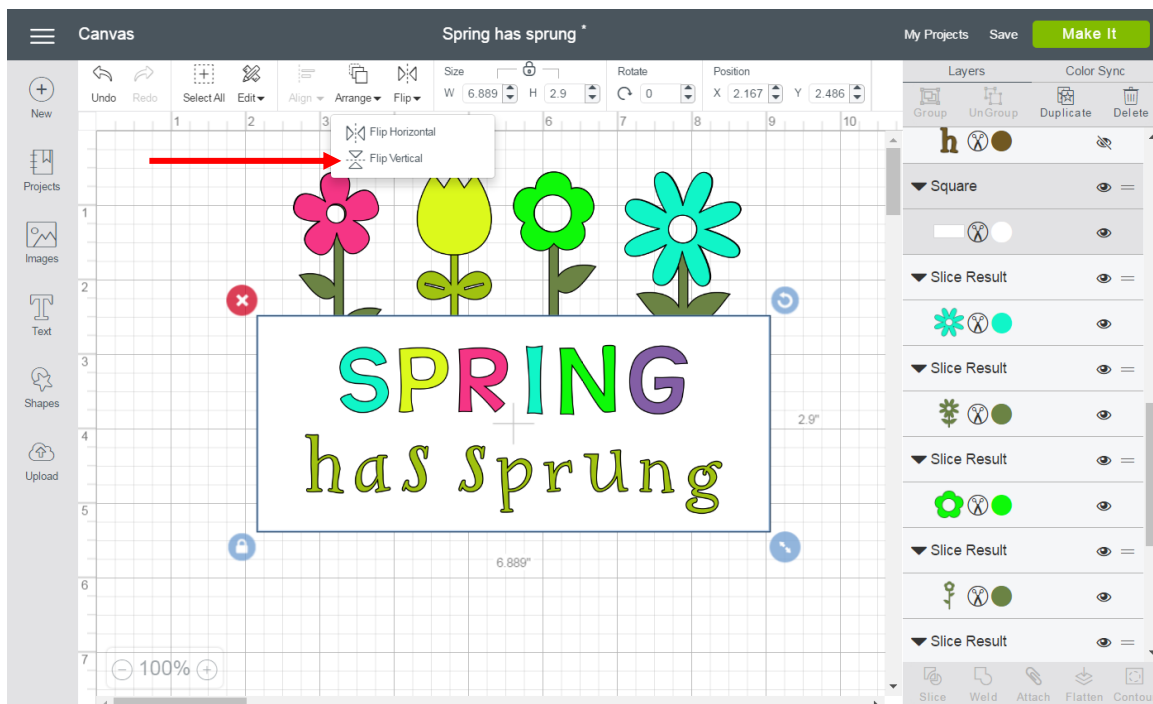 Canvas
Spring has sprung *
My Projects Save Make It
Undo Redo Select All Edit Align Arrange Flip
Size
W 6.889 H 2.9
Rotate
0
Position
X 2.167 Y 2.486
Layers Color Sync
Group UnGroup Duplicate Delete
New
Projects
Images
Text
Shapes
Upload
1 2 3 6 7 8 9 10
Flip Horizontal
Flip Vertical
1
2
3
4
5
6
7
SPRING
has sprung
2.9"
6.889"
100%
h
Square
Slice Result
Slice Result
Slice Result
Slice Result
Slice Result
Slice Weld Attach Flatten Contou